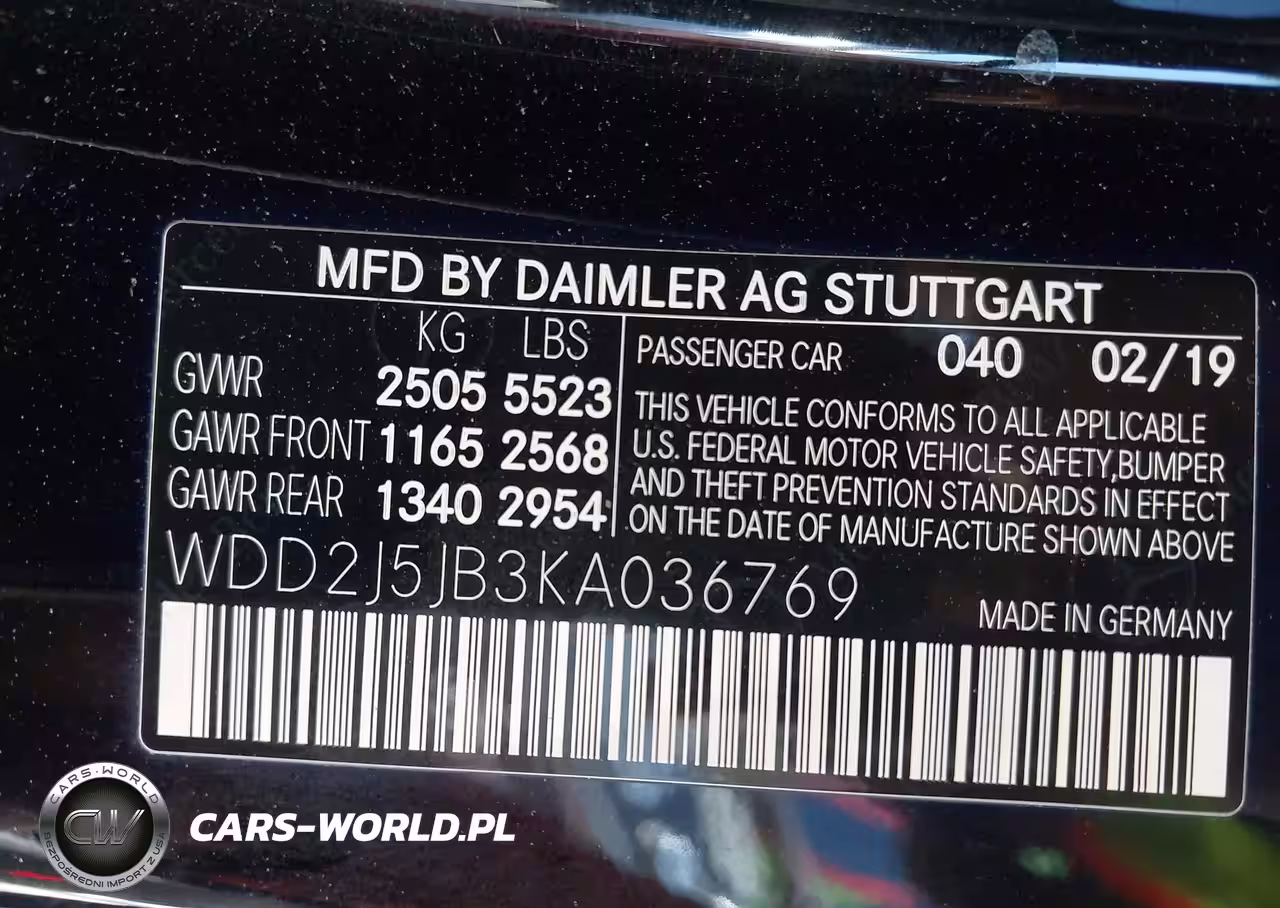 MFD BY DAIMLER AG STUTTGART
KG LBS
GVWR 2505 5523
GAWR FRONT 1165 2568
GAWR REAR 1340 2954
PASSENGER CAR 040 02/19
THIS VEHICLE CONFORMS TO ALL APPLICABLE
U.S. FEDERAL MOTOR VEHICLE SAFETY,BUMPER
AND THEFT PREVENTION STANDARDS IN EFFECT
ON THE DATE OF MANUFACTURE SHOWN ABOVE
WDD2J5JB3KA036769
MADE IN GERMANY
CARS-WORLD
CW
BEZPOŚREDNI IMPORT Z USA
CARS-WORLD.PL